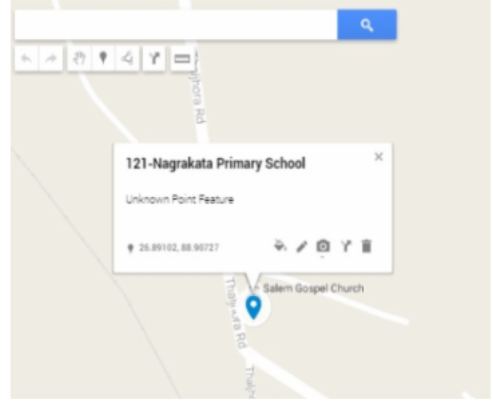 121-Nagrakata Primary School
Unknown Point Feature
26.89102, 88.90727
Salem Gospel Church